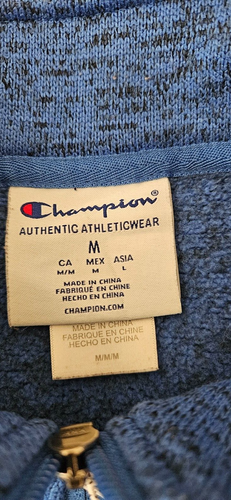 Champion®
AUTHENTIC ATHLETICWEAR
M
CA MEX ASIA
M/M M L
MADE IN CHINA
FABRIQUÉ EN CHINE
HECHO EN CHINA
CHAMPION.COM
MADE IN CHINA
FABRIQUE EN CHINE
HECHO EN CHINA
M/M/M